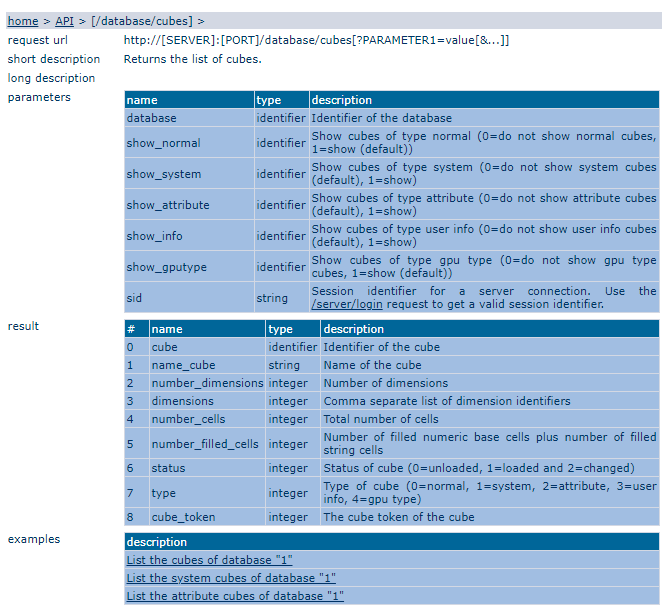 home > API > [/database/cubes] >
request url http://[SERVER]:[PORT]/database/cubes[?PARAMETER1=value[&...]]
short description Returns the list of cubes.
long description
parameters
name type description
database identifier Identifier of the database
show_normal identifier Show cubes of type normal (0=do not show normal cubes,
1=show (default))
show_system identifier Show cubes of type system (0=do not show system cubes
(default), 1=show)
show_attribute identifier Show cubes of type attribute (0=do not show attribute cubes
(default), 1=show)
show_info identifier Show cubes of type user info (0=do not show user info cubes
(default), 1=show)
show_gputype identifier Show cubes of type gpu type (0=do not show gpu type
cubes, 1=show (default))
sid string Session identifier for a server connection. Use the
/server/login request to get a valid session identifier.
result
# name type description
0 cube identifier Identifier of the cube
1 name_cube string Name of the cube
2 number_dimensions integer Number of dimensions
3 dimensions integer Comma separate list of dimension identifiers
4 number_cells integer Total number of cells
5 number_filled_cells integer Number of filled numeric base cells plus number of filled
string cells
6 status integer Status of cube (0=unloaded, 1=loaded and 2=changed)
7 type integer Type of cube (0=normal, 1=system, 2=attribute, 3=user
info, 4=gpu type)
8 cube_token integer The cube token of the cube
examples
description
List the cubes of database "1"
List the system cubes of database "1"
List the attribute cubes of database "1"